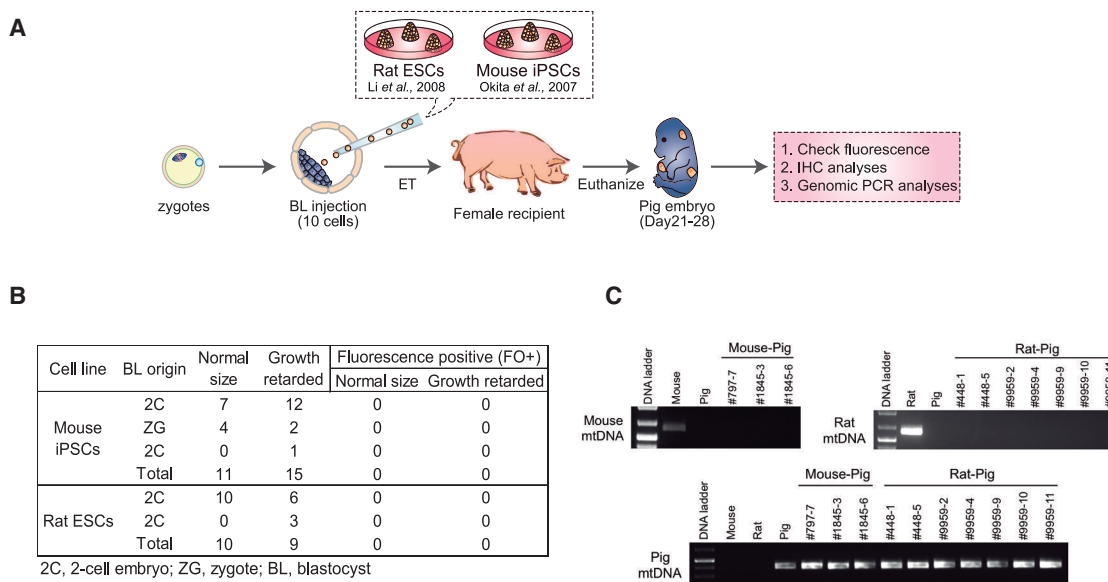 A
Rat ESCs
Li et al., 2008
Mouse iPSCs
Okita et al., 2007
zygotes
BL injection
(10 cells)
ET
Female recipient
Euthanize
Pig embryo
(Day21-28)
1. Check fluorescence
2. IHC analyses
3. Genomic PCR analyses
B
Cell line BL origin Normal size Growth retarded Fluorescence positive (FO+)
Normal size Growth retarded
Mouse iPSCs
2C 7 12 0 0
ZG 4 2 0 0
2C 0 1 0 0
Total 11 15 0 0
Rat ESCs
2C 10 6 0 0
2C 0 3 0 0
Total 10 9 0 0
2C, 2-cell embryo; ZG, zygote; BL, blastocyst
C
Mouse-Pig
DNA ladder
Mouse
Pig
#797-7
#1845-3
#1845-6
Mouse
mtDNA
Rat-Pig
DNA ladder
Rat
Pig
#448-1
#448-5
#9959-2
#9959-4
#9959-9
#9959-10
Rat
mtDNA
Mouse-Pig
Rat-Pig
DNA ladder
Mouse
Rat
Pig
#797-7
#1845-3
#1845-6
#448-1
#448-5
#9959-2
#9959-4
#9959-9
#9959-10
#9959-11
Pig
mtDNA